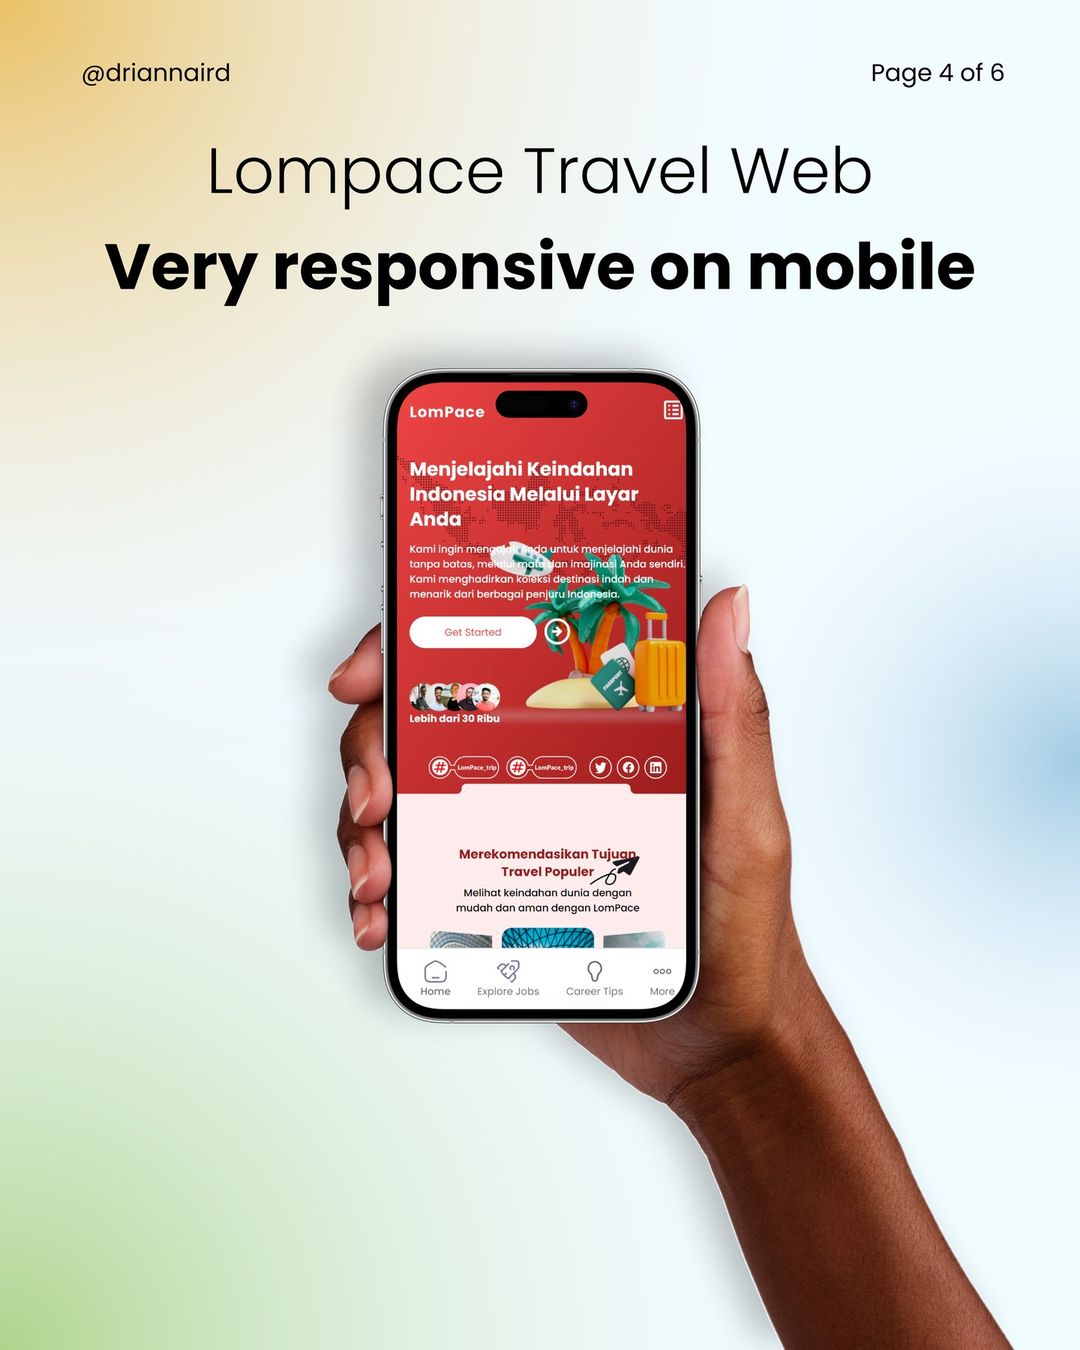 @driannaird
Page 4 of 6
Lompace Travel Web
Very responsive on mobile
LomPace
Menjelajahi Keindahan
Indonesia Melalui Layar
Anda
Kami ingin mengajak Anda untuk menjelajahi dunia
tanpa batas, melalui mata dan imajinasi Anda sendiri.
Kami menghadirkan koleksi destinasi indah dan
menarik dari berbagai penjuru Indonesia.
Get Started
PASSPORT
Lebih dari 30 Ribu
# LomPace_trip
# LomPace_trip
Merekomendasikan Tujuan
Travel Populer
Melihat keindahan dunia dengan
mudah dan aman dengan LomPace
Home
Explore Jobs
Career Tips
More